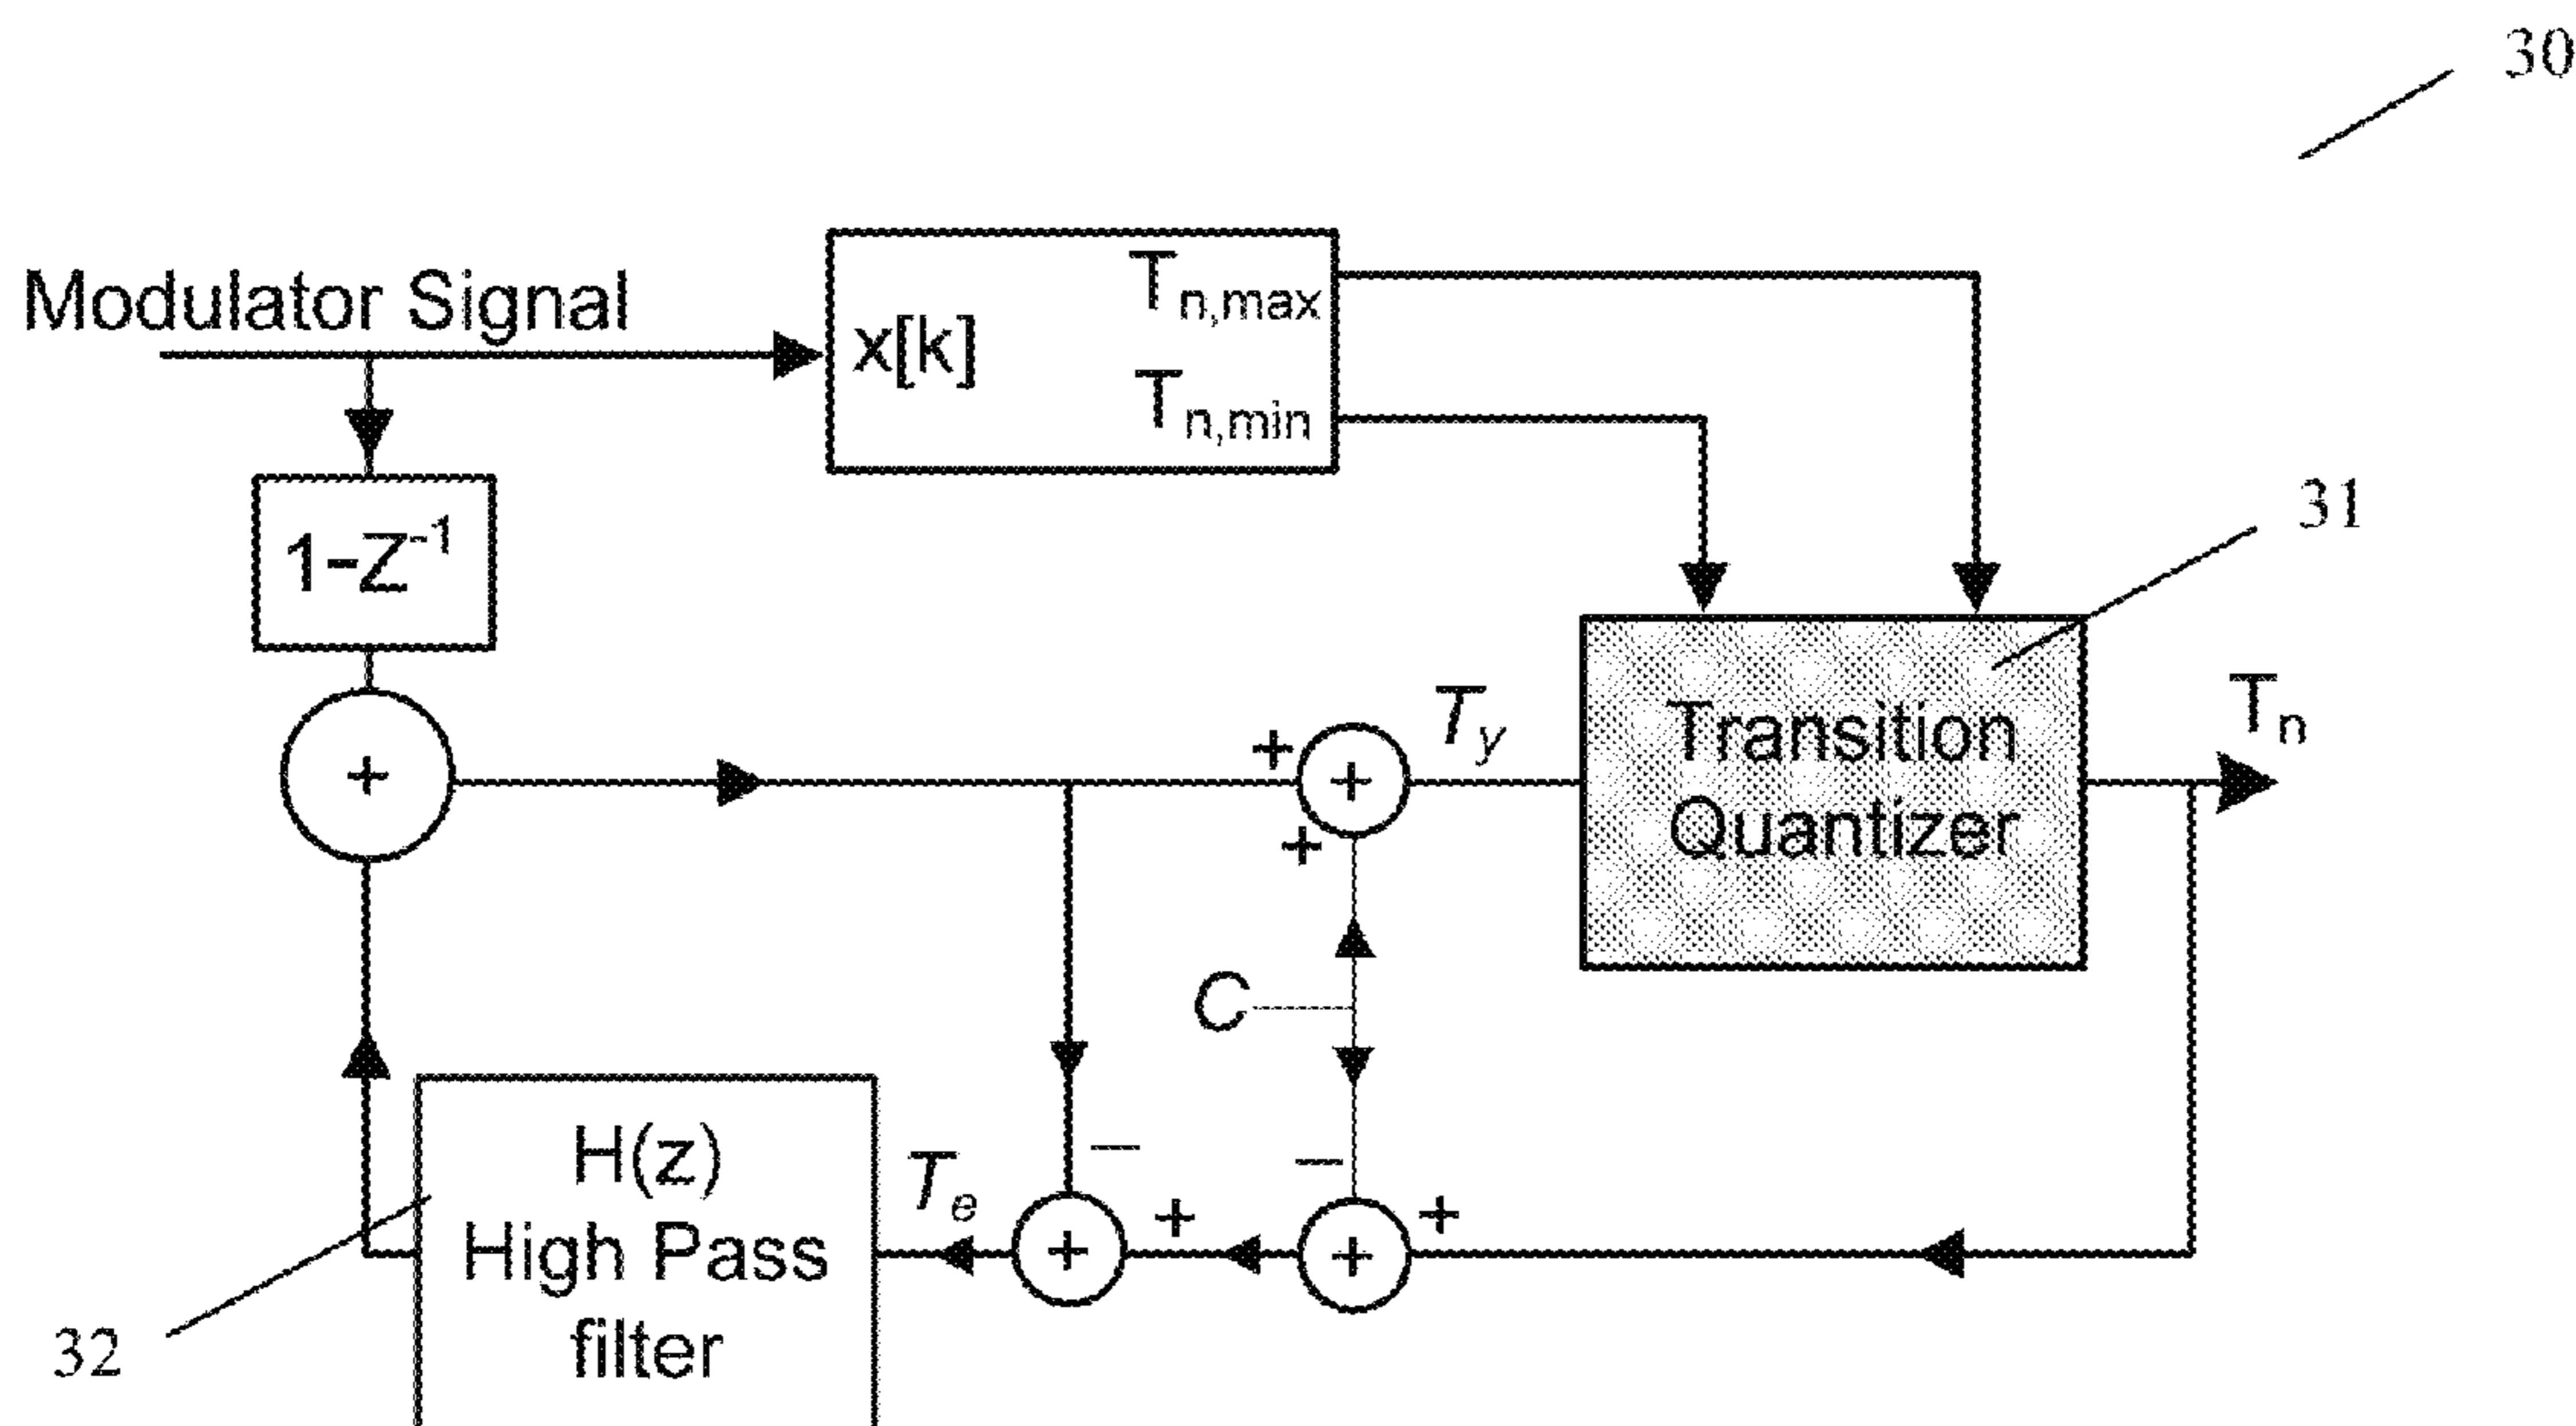 30
Modulator Signal
x[k]
Tn,max
Tn,min
1-Z-1
31
+
+
+
+
Ty
Transition
Quantizer
Tn
C
H(z)
High Pass
filter
Te
−
+
+
−
+
+
32